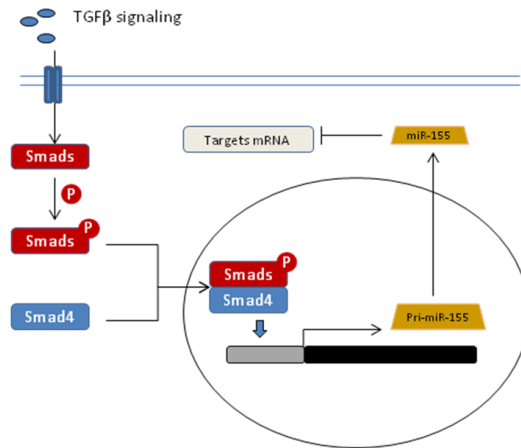 TGFβ signaling
Targets mRNA
miR-155
Smads
P
Smads
P
Smad4
Smads
P
Smad4
Pri-miR-155